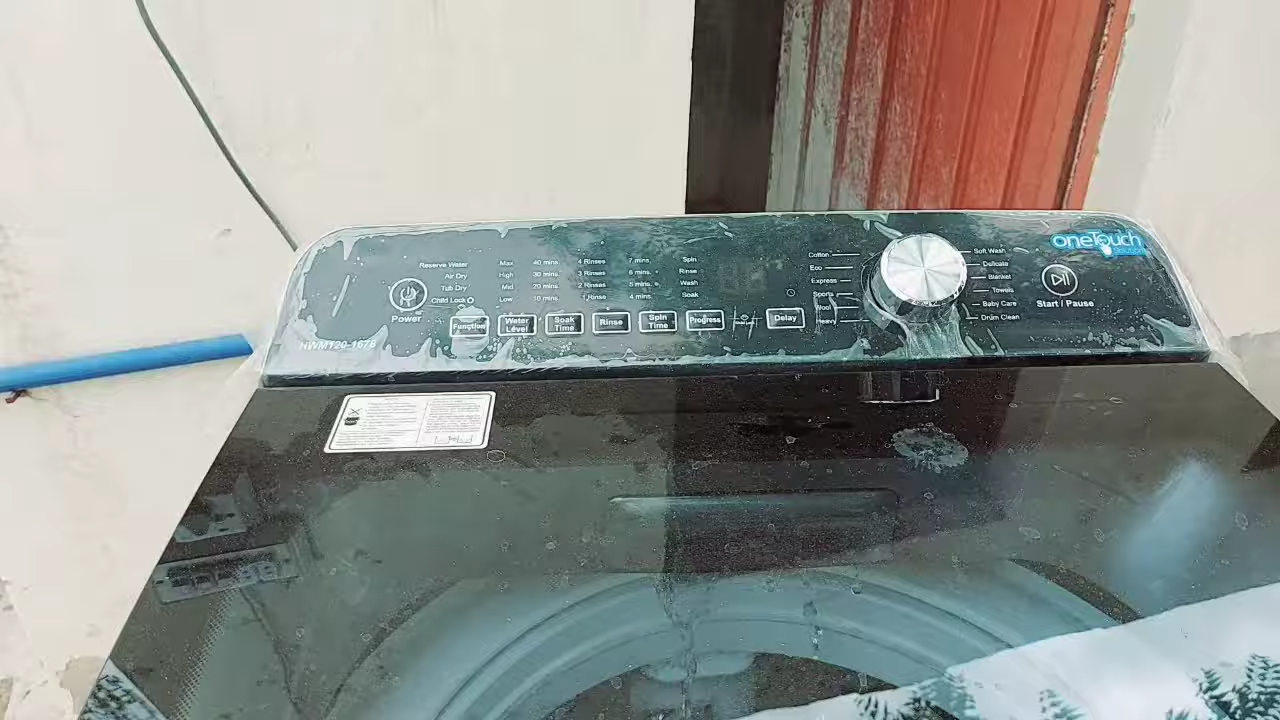 Reserve Water
Air Dry
Tub Dry
Child Lock
Power
Max
High
Mid
Low
40 mins.
30 mins.
20 mins.
10 mins.
4 Rinses
3 Rinses
2 Rinses
1 Rinse
7 mins.
6 mins.
5 mins.
4 mins.
Spin
Rinse
Wash
Soak
Function
Water Level
Soak Time
Rinse
Spin Time
Progress
Delay
Cotton
Eco
Express
Sports
Wool
Heavy
Soft Wash
Delicate
Blanket
Towels
Baby Care
Drum Clean
oneTouch
Solution
Start / Pause
HWM120-1678